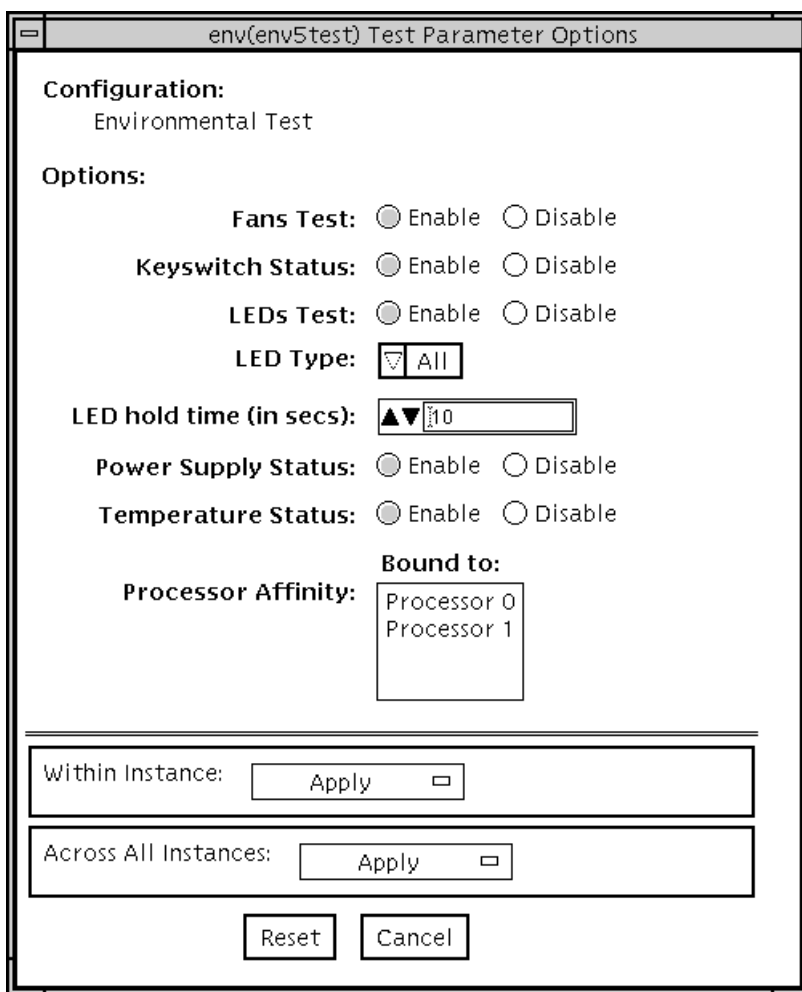 env(env5test) Test Parameter Options
Configuration:
Environmental Test
Options:
Fans Test: Enable Disable
Keyswitch Status: Enable Disable
LEDs Test: Enable Disable
LED Type: All
LED hold time (in secs): 10
Power Supply Status: Enable Disable
Temperature Status: Enable Disable
Bound to:
Processor Affinity: Processor 0
Processor 1
Within Instance: Apply
Across All Instances: Apply
Reset Cancel